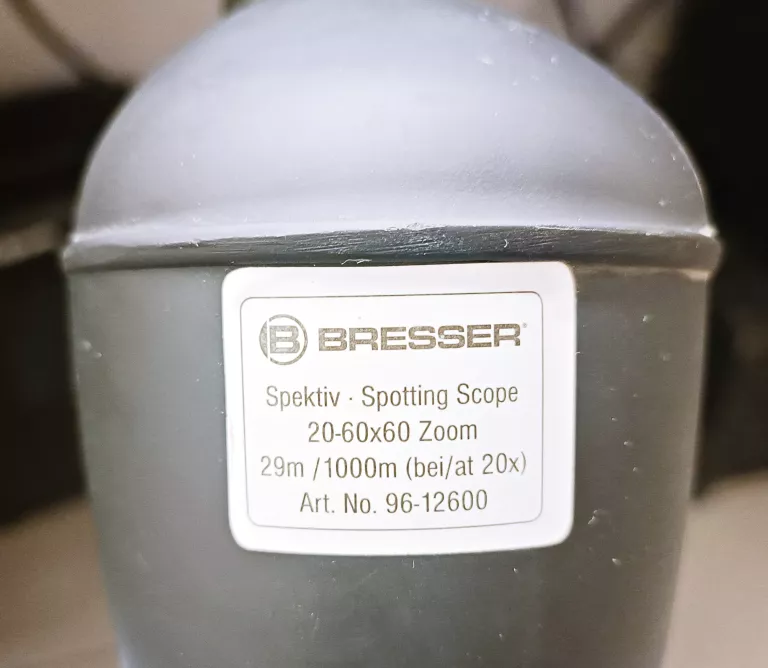 B BRESSER®
Spektiv · Spotting Scope
20-60x60 Zoom
29m /1000m (bei/at 20x)
Art. No. 96-12600